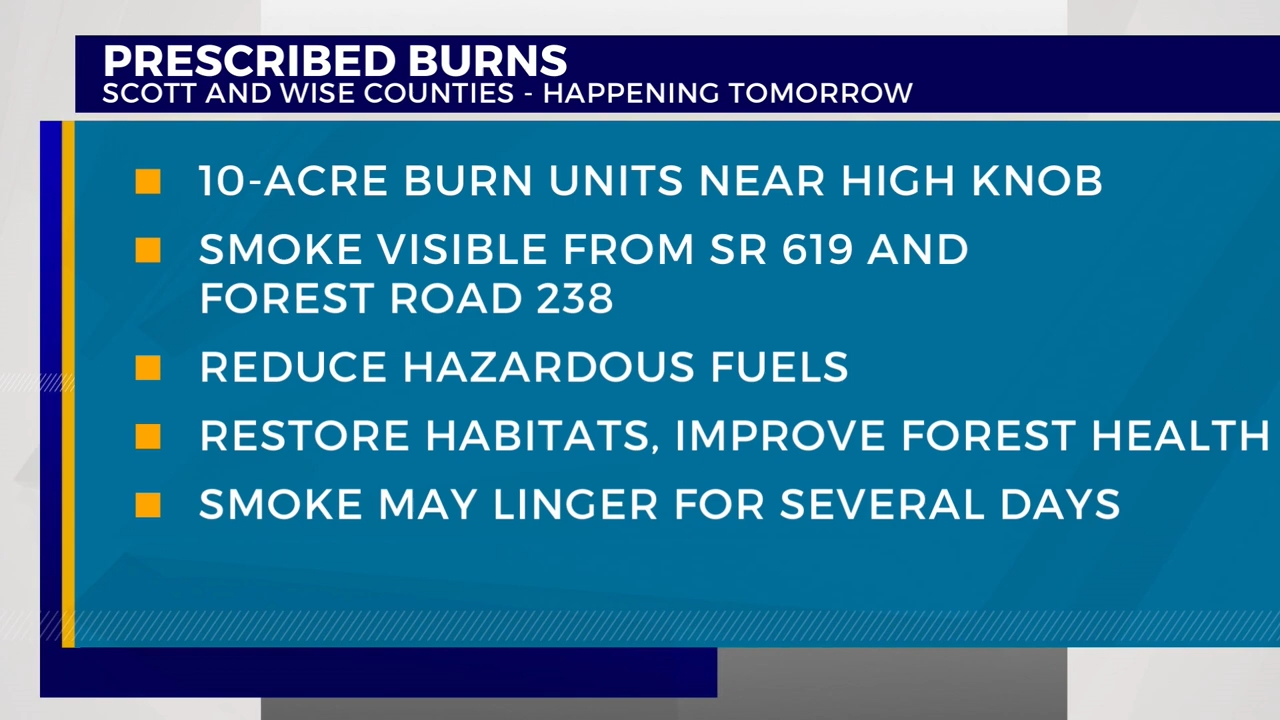 PRESCRIBED BURNS
SCOTT AND WISE COUNTIES - HAPPENING TOMORROW
10-ACRE BURN UNITS NEAR HIGH KNOB
SMOKE VISIBLE FROM SR 619 AND
FOREST ROAD 238
REDUCE HAZARDOUS FUELS
RESTORE HABITATS, IMPROVE FOREST HEALTH
SMOKE MAY LINGER FOR SEVERAL DAYS